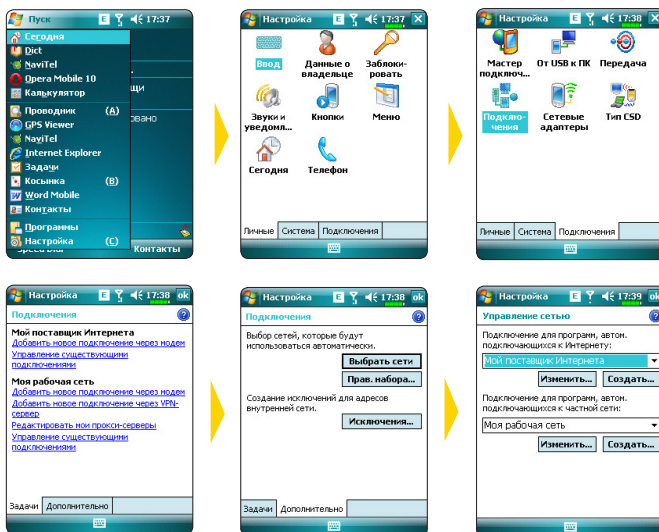 Пуск E 17:37
Сегодня
Dict
NaviTel
Opera Mobile 10
Калькулятор
Проводник (A)
GPS Viewer
NaviTel
Internet Explorer
Задачи
Косынка (B)
Word Mobile
Контакты
Программы
Настройка (C)
щи
овано
Speed Dial Контакты
Настройка E 17:37
Ввод
Данные о владельце
Заблоки-
ровать
Звуки и уведомл...
Кнопки
Меню
Сегодня
Телефон
Личные Система Подключения
Настройка E 17:38
Мастер подключ...
От USB к ПК
Передача
Подклю-
чения
Сетевые адаптеры
Тип CSD
Личные Система Подключения
Настройка E 17:38 ok
Подключения
Мой поставщик Интернета
Добавить новое подключение через модем
Управление существующими
подключениями
Моя рабочая сеть
Добавить новое подключение через модем
Добавить новое подключение через VPN-
сервер
Редактировать мои прокси-серверы
Управление существующими
подключениями
Задачи Дополнительно
Настройка E 17:38 ok
Подключения
Выбор сетей, которые будут
использоваться автоматически.
Выбрать сети
Прав. набора...
Создание исключений для адресов
внутренней сети.
Исключения...
Задачи Дополнительно
Настройка E 17:39 ok
Управление сетью
Подключение для программ, автом.
подключающихся к Интернету:
Мой поставщик Интернета
Изменить... Создать...
Подключение для программ, автом.
подключающихся к частной сети:
Моя рабочая сеть
Изменить... Создать...